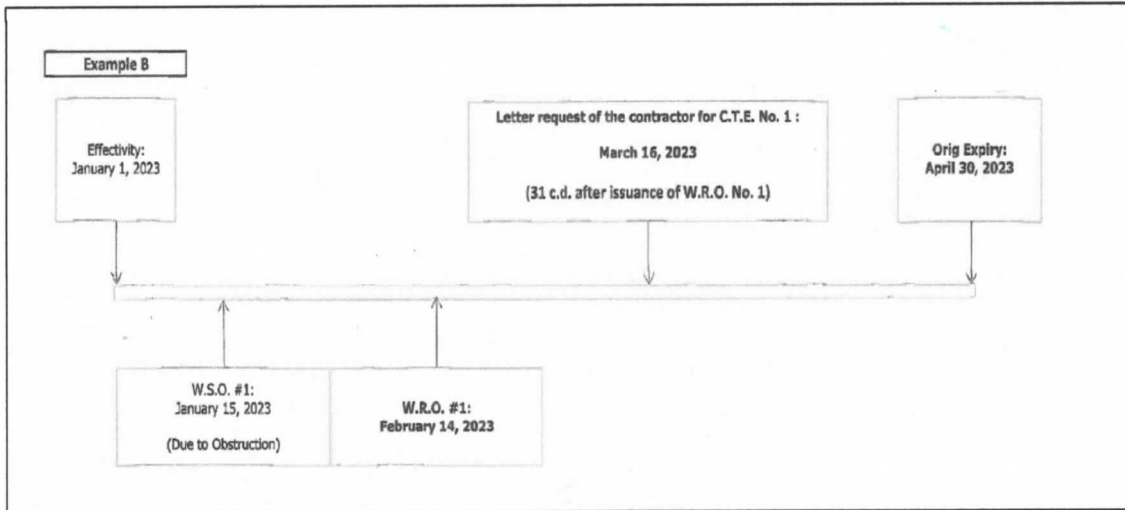 Example B
Effectivity:
January 1, 2023
Letter request of the contractor for C.T.E. No. 1 :
March 16, 2023
(31 c.d. after issuance of W.R.O. No. 1)
Orig Expiry:
April 30, 2023
W.S.O. #1:
January 15, 2023
(Due to Obstruction)
W.R.O. #1:
February 14, 2023